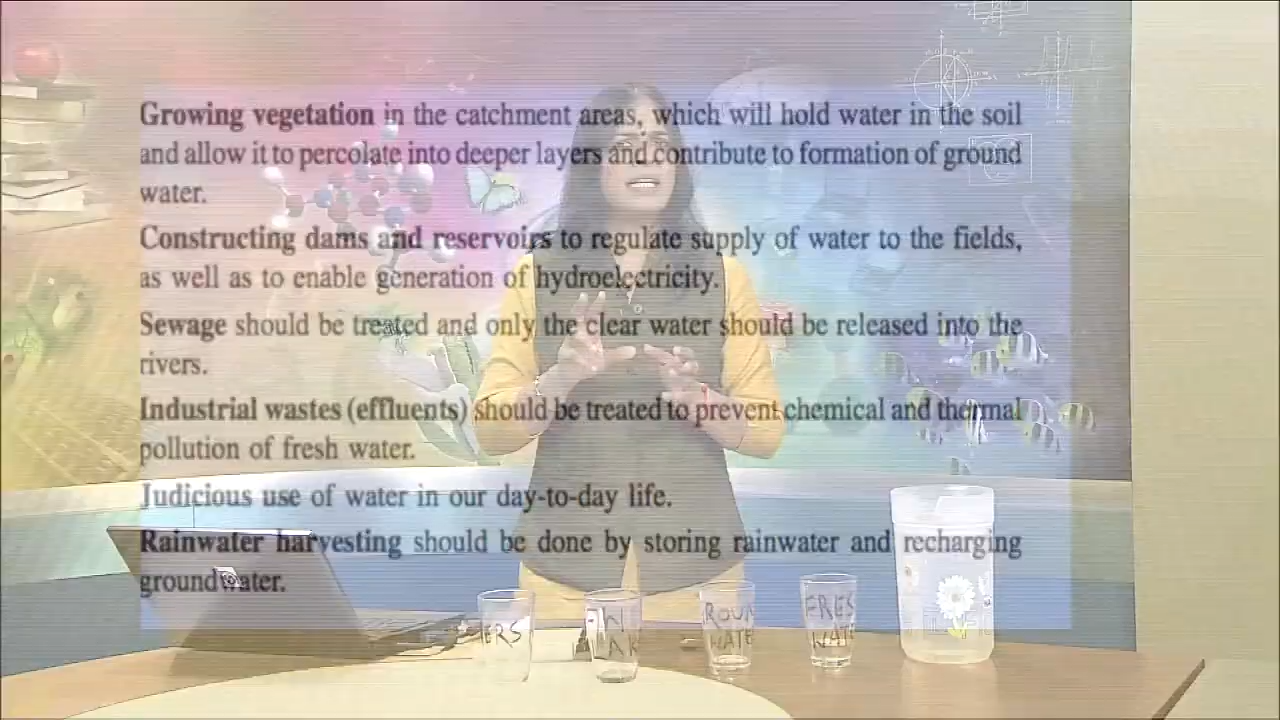 Growing vegetation in the catchment areas, which will hold water in the soil
and allow it to percolate into deeper layers and contribute to formation of ground
water.
Constructing dams and reservoirs to regulate supply of water to the fields,
as well as to enable generation of hydroelectricity.
Sewage should be treated and only the clear water should be released into the
rivers.
Industrial wastes (effluents) should be treated to prevent chemical and thermal
pollution of fresh water.
Judicious use of water in our day-to-day life.
Rainwater harvesting should be done by storing rainwater and recharging
groundwater.
FRES
WATE